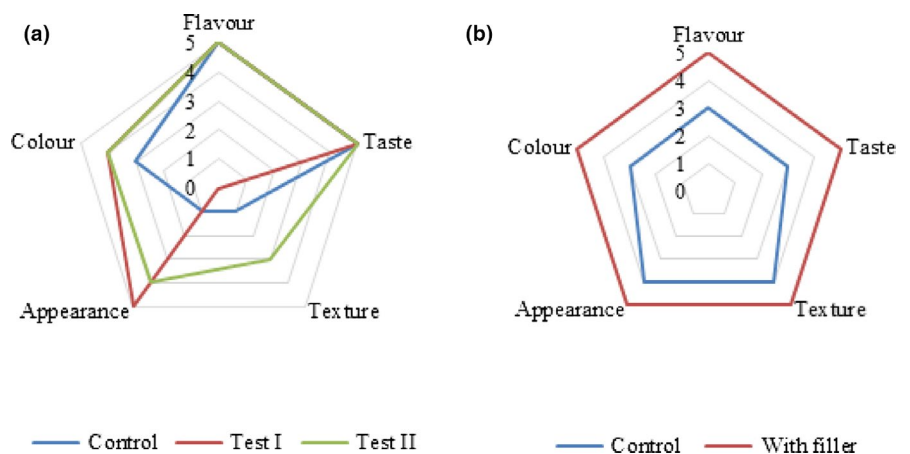 (a)
Flavour
5
4
3
2
1
0
Colour
Taste
Appearance
Texture
Control
Test I
Test II
(b)
Flavour
5
4
3
2
1
0
Colour
Taste
Appearance
Texture
Control
With filler